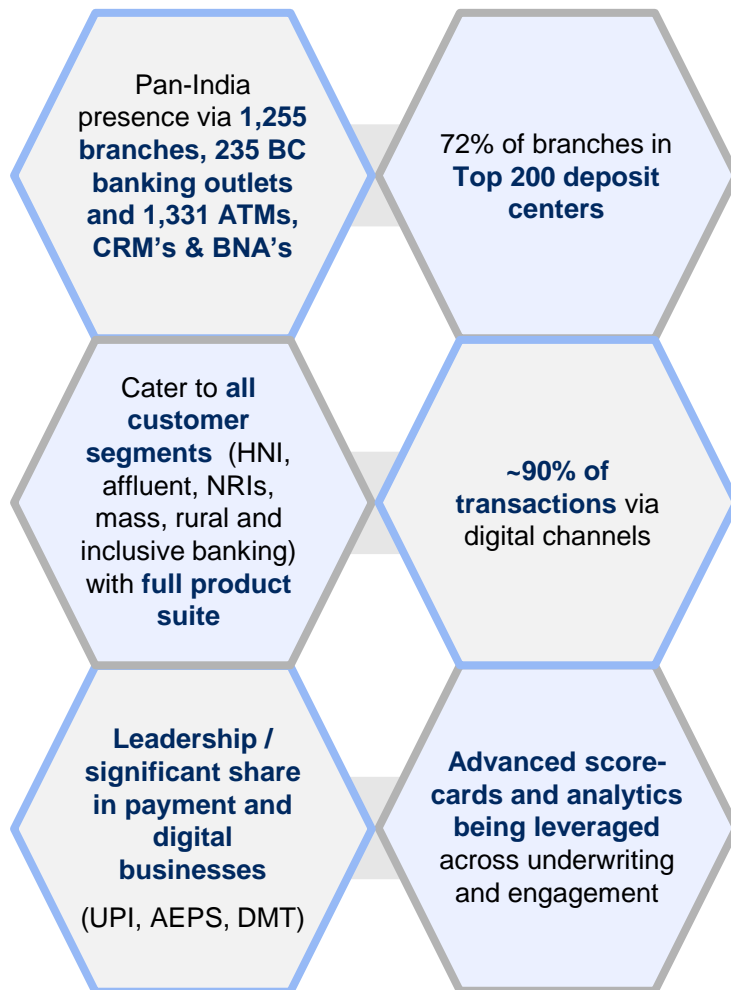 Pan-India
presence via 1,255
branches, 235 BC
banking outlets
and 1,331 ATMs,
CRM’s & BNA’s
72% of branches in
Top 200 deposit
centers
Cater to all
customer
segments (HNI,
affluent, NRIs,
mass, rural and
inclusive banking)
with full product
suite
~90% of
transactions via
digital channels
Leadership /
significant share
in payment and
digital
businesses
(UPI, AEPS, DMT)
Advanced score-
cards and analytics
being leveraged
across underwriting
and engagement